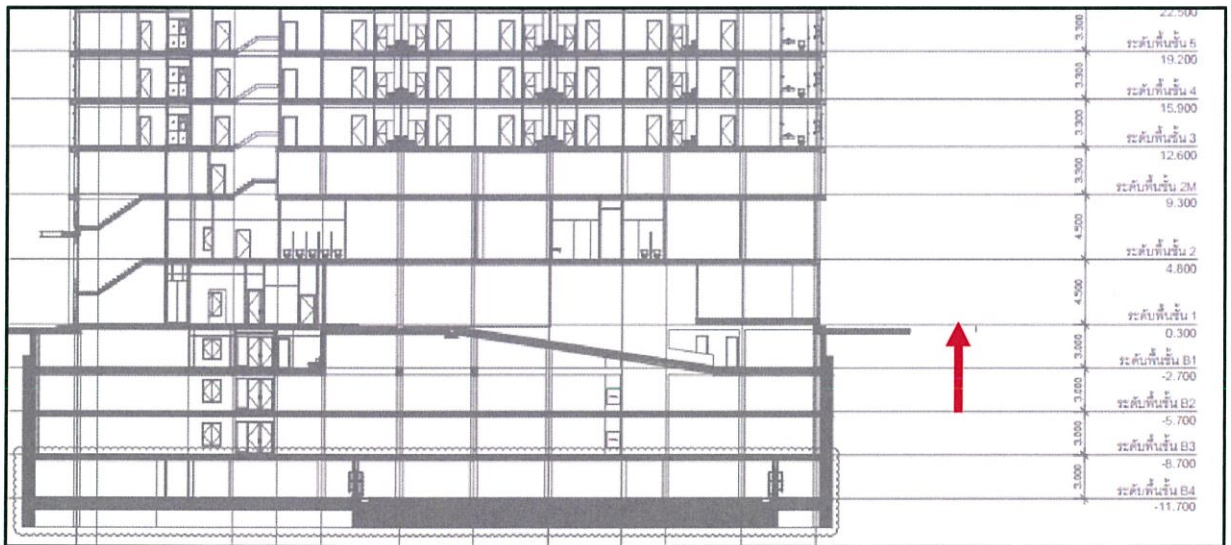 22.500
3.300
ระดับพื้นชั้น 5
19.200
3.300
ระดับพื้นชั้น 4
15.900
3.300
ระดับพื้นชั้น 3
12.600
3.300
ระดับพื้นชั้น 2M
9.300
4.500
ระดับพื้นชั้น 2
4.800
4.500
ระดับพื้นชั้น 1
0.300
3.000
ระดับพื้นชั้น B1
-2.700
3.000
ระดับพื้นชั้น B2
-5.700
3.000
ระดับพื้นชั้น B3
-8.700
3.000
ระดับพื้นชั้น B4
-11.700